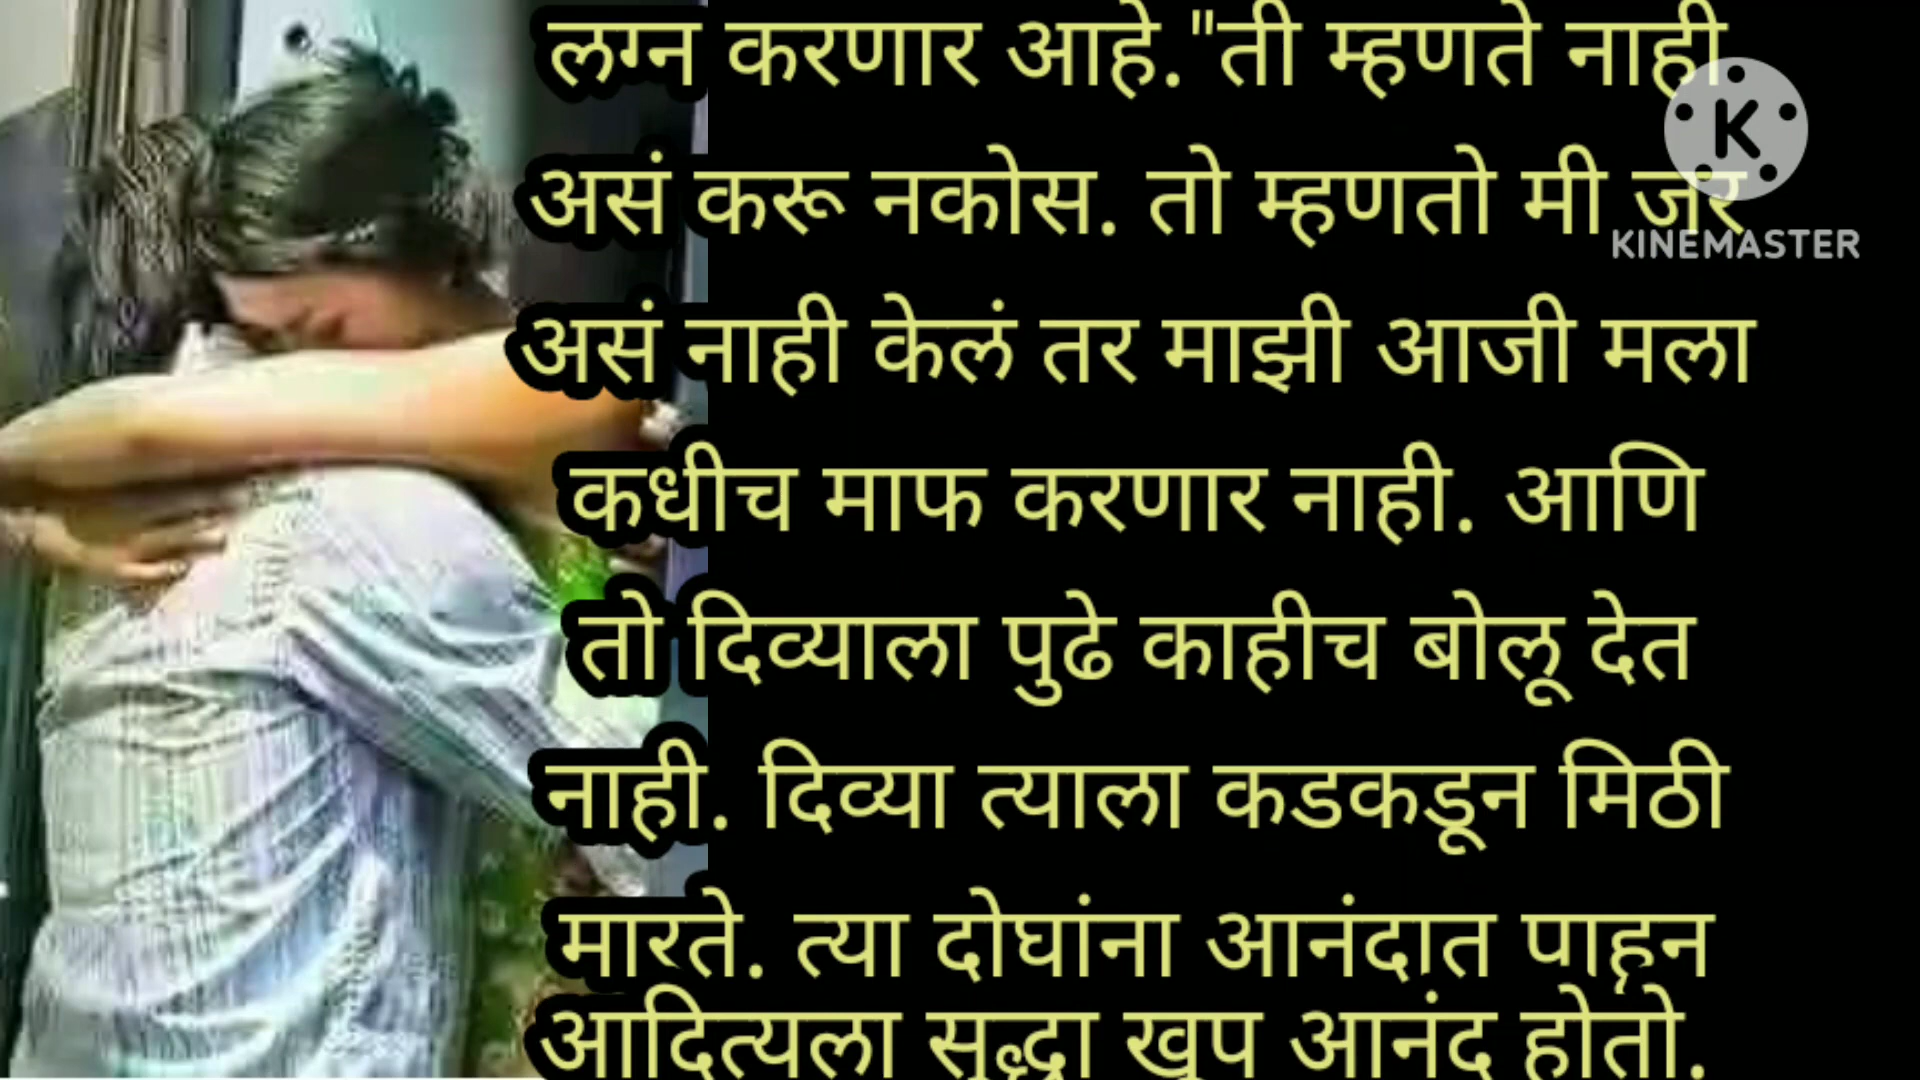 लग्न करणार आहे."ती म्हणते नाही
असं करू नकोस. तो म्हणतो मी जर
असं नाही केलं तर माझी आजी मला
कधीच माफ करणार नाही. आणि
तो दिव्याला पुढे काहीच बोलू देत
नाही. दिव्या त्याला कडकडून मिठी
मारते. त्या दोघांना आनंदात पाहून
आदित्यला सुद्धा खुप आनंद होतो.
K
KINEMASTER